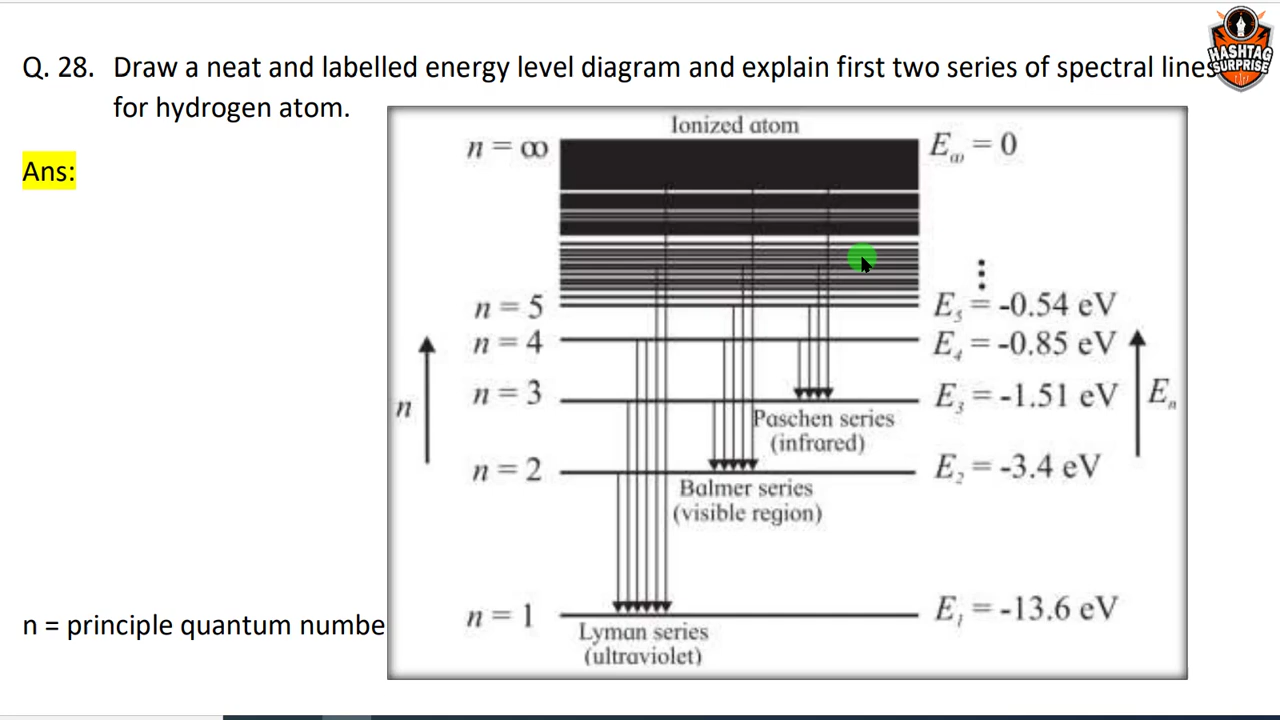 Q. 28. Draw a neat and labelled energy level diagram and explain first two series of spectral lines
for hydrogen atom.
HASHTAG
SURPRISE
Ans:
Ionized atom
n = ∞
E∞ = 0
n = 5
E₅ = -0.54 eV
n = 4
E₄ = -0.85 eV
n = 3
E₃ = -1.51 eV
n
Eₙ
Paschen series
(infrared)
n = 2
E₂ = -3.4 eV
Balmer series
(visible region)
n = 1
E₁ = -13.6 eV
Lyman series
(ultraviolet)
n = principle quantum numbe